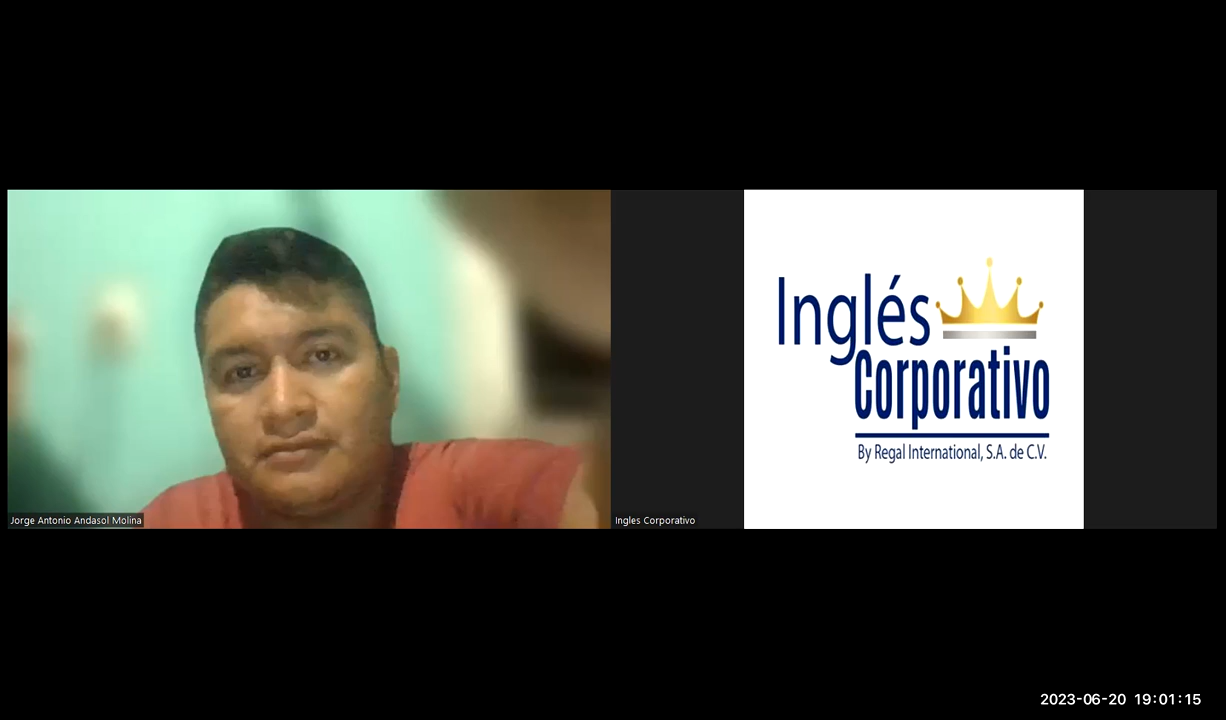 Inglés
Corporativo
By Regal International, S.A. de C.V.
Jorge Antonio Andasol Molina
Ingles Corporativo
2023-06-20 19:01:15